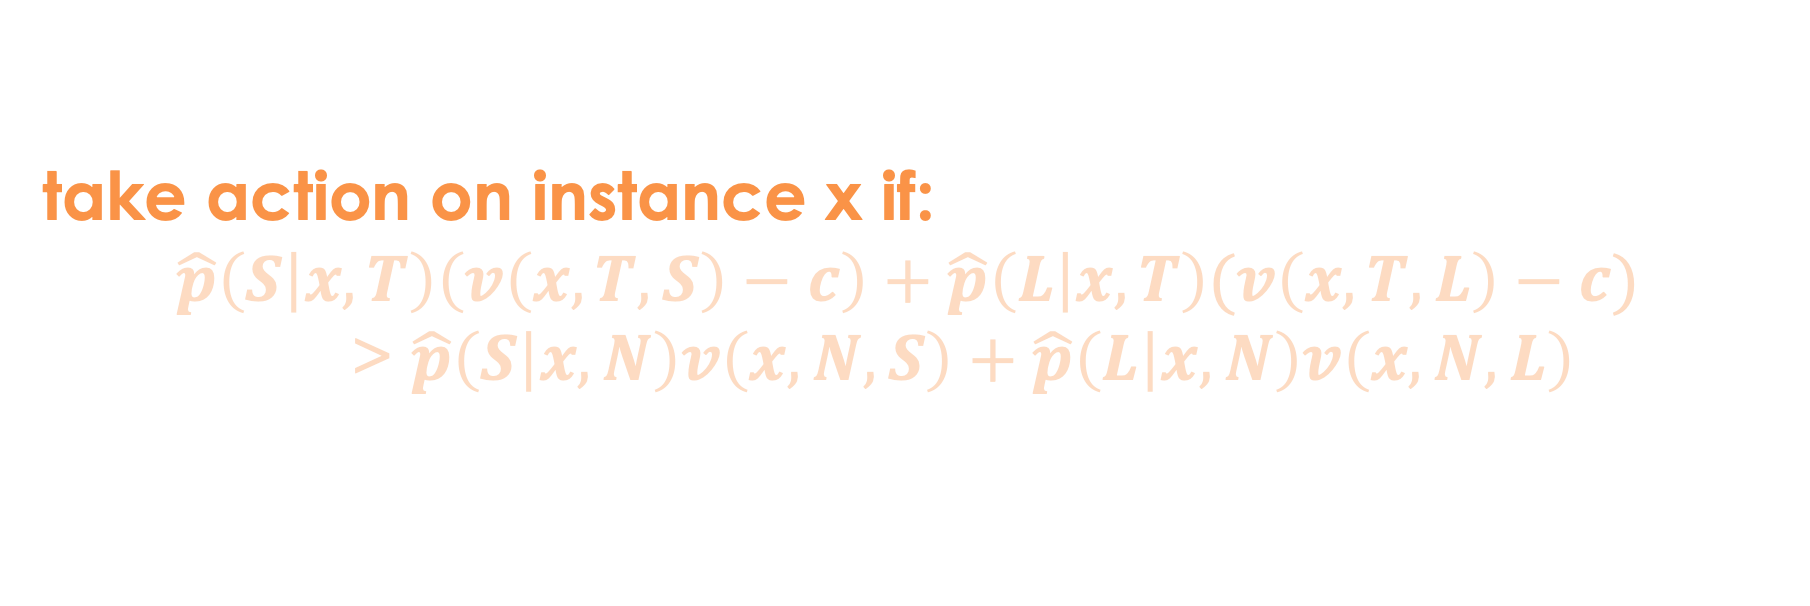 take action on instance x if:
p̂(S|x, T)(v(x, T, S) − c) + p̂(L|x, T)(v(x, T, L) − c)
> p̂(S|x, N)v(x, N, S) + p̂(L|x, N)v(x, N, L)